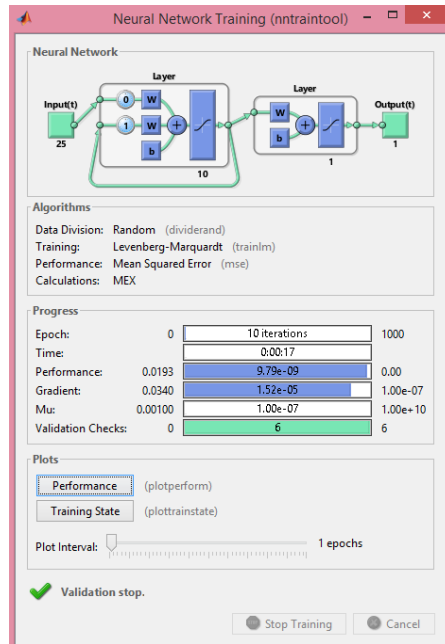 Neural Network Training (nntraintool)
Neural Network
Layer
Layer
Input(t)
0
W
W
Output(t)
1
W
b
b
25
10
1
1
Algorithms
Data Division: Random (dividerand)
Training: Levenberg-Marquardt (trainlm)
Performance: Mean Squared Error (mse)
Calculations: MEX
Progress
Epoch: 0 10 iterations 1000
Time: 0:00:17
Performance: 0.0193 9.79e-09 0.00
Gradient: 0.0340 1.52e-05 1.00e-07
Mu: 0.00100 1.00e-07 1.00e+10
Validation Checks: 0 6 6
Plots
Performance (plotperform)
Training State (plottrainstate)
Plot Interval: 1 epochs
Validation stop.
Stop Training Cancel